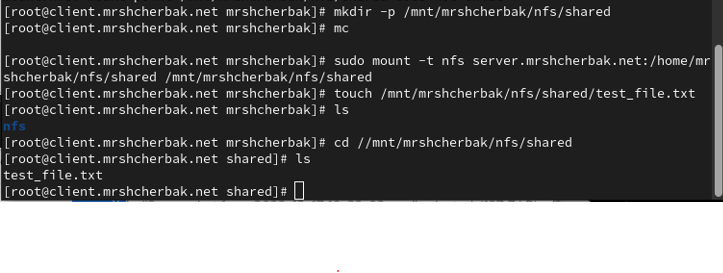 [root@client.mrshcherbak.net mrshcherbak]# mkdir -p /mnt/mrshcherbak/nfs/shared
[root@client.mrshcherbak.net mrshcherbak]# mc
[root@client.mrshcherbak.net mrshcherbak]# sudo mount -t nfs server.mrshcherbak.net:/home/mr
shcherbak/nfs/shared /mnt/mrshcherbak/nfs/shared
[root@client.mrshcherbak.net mrshcherbak]# touch /mnt/mrshcherbak/nfs/shared/test_file.txt
[root@client.mrshcherbak.net mrshcherbak]# ls
nfs
[root@client.mrshcherbak.net mrshcherbak]# cd //mnt/mrshcherbak/nfs/shared
[root@client.mrshcherbak.net shared]# ls
test_file.txt
[root@client.mrshcherbak.net shared]#